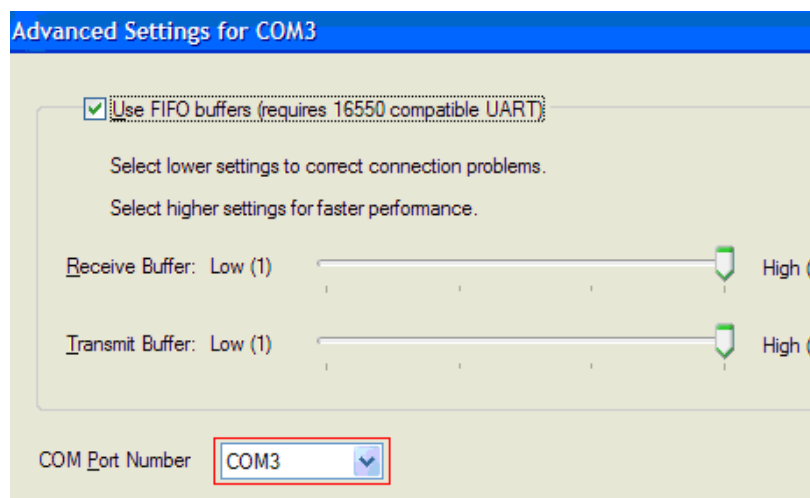 Advanced Settings for COM3
Use FIFO buffers (requires 16550 compatible UART)
Select lower settings to correct connection problems.
Select higher settings for faster performance.
Receive Buffer: Low (1) High (
Transmit Buffer: Low (1) High (
COM Port Number COM3